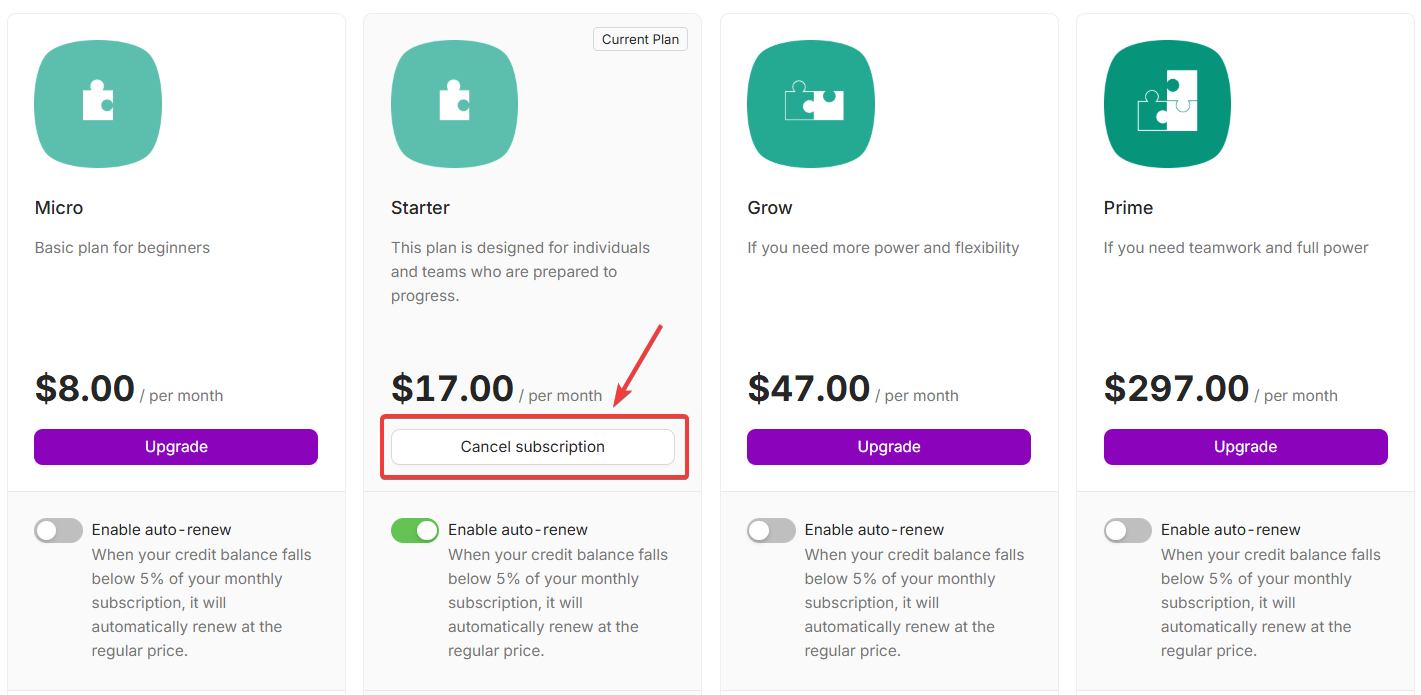 Micro
Basic plan for beginners
$8.00 / per month
Upgrade
Enable auto-renew
When your credit balance falls
below 5% of your monthly
subscription, it will
automatically renew at the
regular price.
Current Plan
Starter
This plan is designed for individuals
and teams who are prepared to
progress.
$17.00 / per month
Cancel subscription
Enable auto-renew
When your credit balance falls
below 5% of your monthly
subscription, it will
automatically renew at the
regular price.
Grow
If you need more power and flexibility
$47.00 / per month
Upgrade
Enable auto-renew
When your credit balance falls
below 5% of your monthly
subscription, it will
automatically renew at the
regular price.
Prime
If you need teamwork and full power
$297.00 / per month
Upgrade
Enable auto-renew
When your credit balance falls
below 5% of your monthly
subscription, it will
automatically renew at the
regular price.